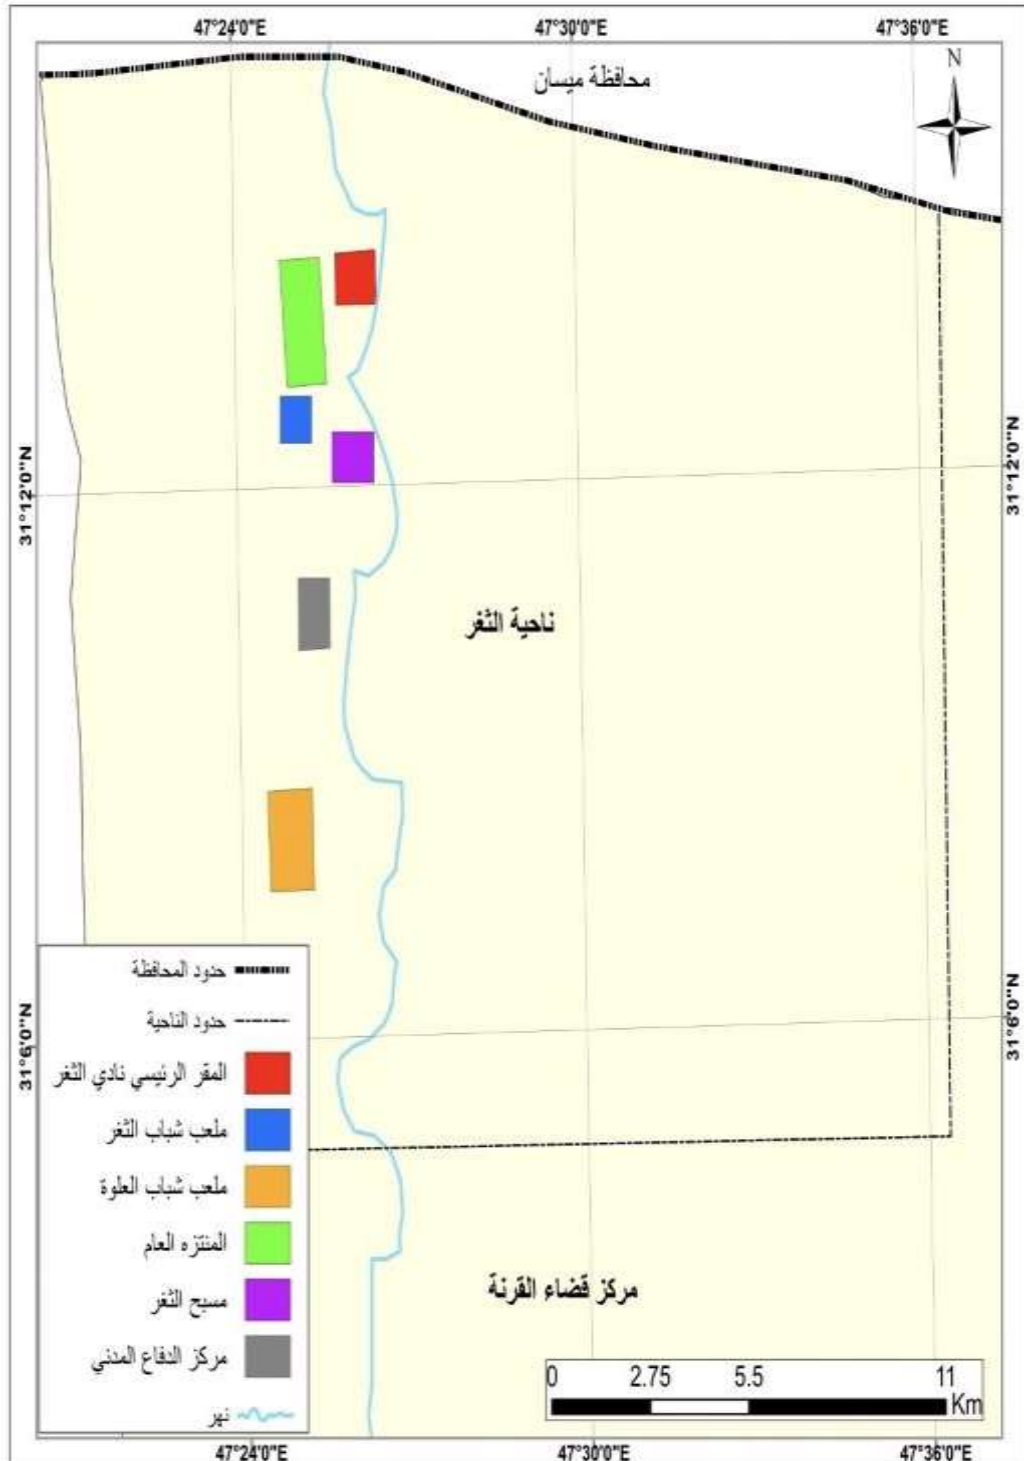 47°24'0"E
47°30'0"E
47°36'0"E
محافظة ميسان
N
31°12'0"N
31°12'0"N
ناحية الثغر
31°6'0"N
31°6'0"N
حدود المحافظة
حدود الناحية
المقر الرئيسي نادي الثغر
ملعب شباب الثغر
ملعب شباب العلوة
المنتزه العام
مسبح الثغر
مركز الدفاع المدني
نهر
مركز قضاء القرنة
0 2.75 5.5 11
Km
47°24'0"E
47°30'0"E
47°36'0"E